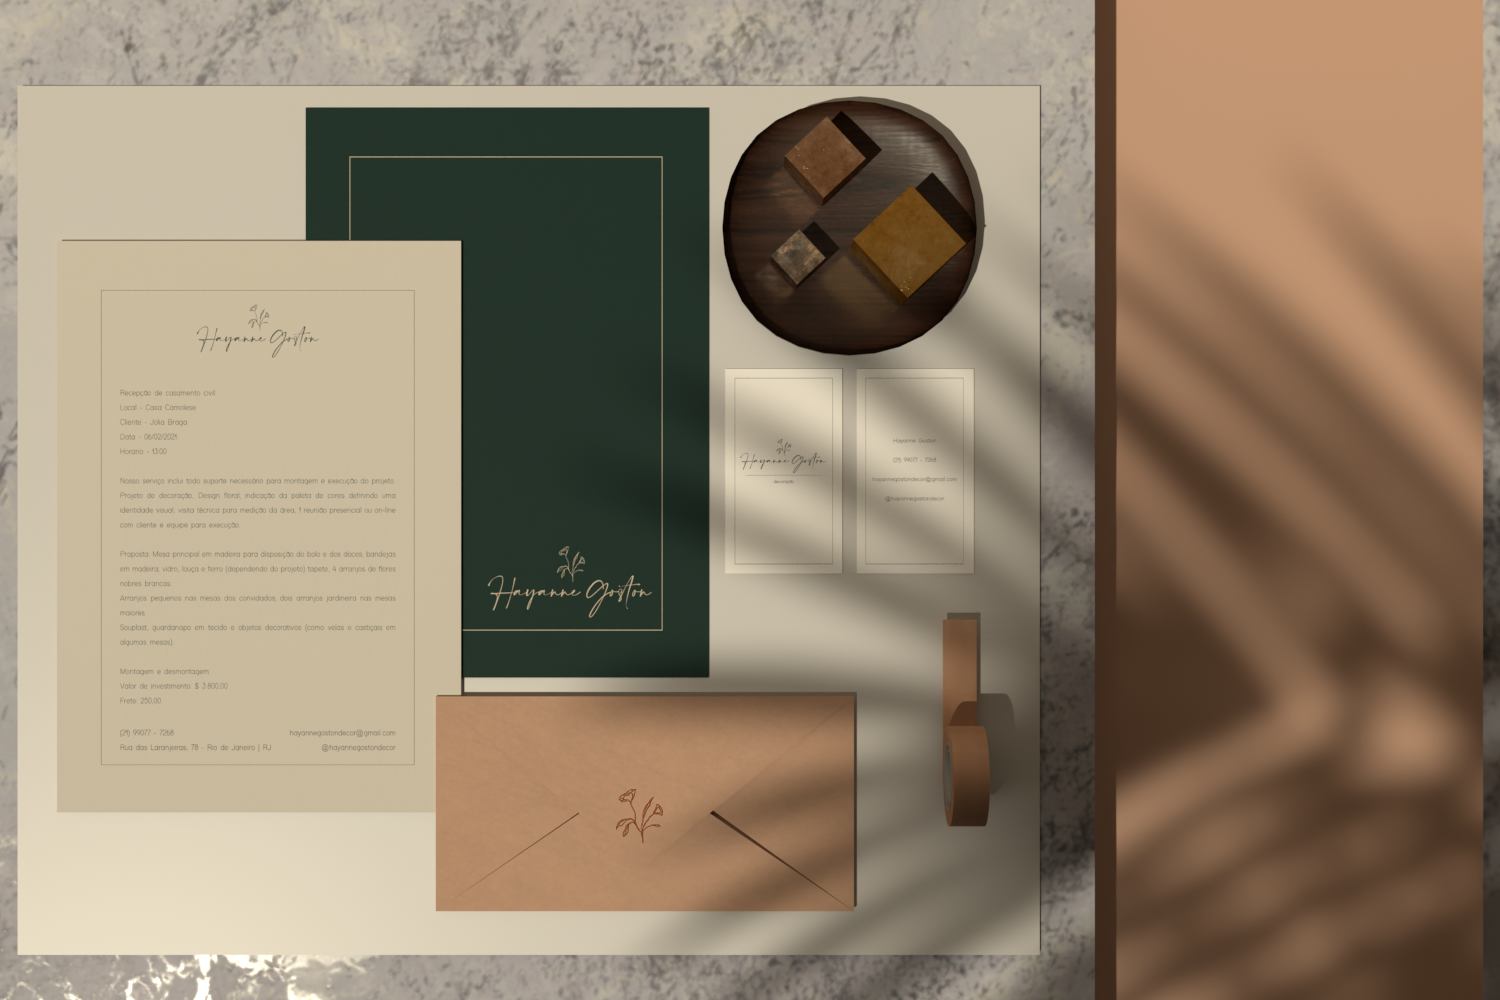 Hayanne Goston
Recepção de casamento civil
Local - Casa Camolese
Cliente - Júlia Braga
Data - 06/02/2021
Horário - 13:00
Nosso serviço inclui todo suporte necessário para montagem e execução do projeto.
Projeto de decoração, Design floral, indicação da paleta de cores definindo uma
identidade visual, visita técnica para medição da área, 1 reunião presencial ou on-line
com cliente e equipe para execução.
Proposta: Mesa principal em madeira para disposição do bolo e dos doces, bandejas
em madeira, vidro, louça e ferro (dependendo do projeto) tapete, 4 arranjos de flores
nobres brancas.
Arranjos pequenos nas mesas dos convidados, dois arranjos jardineira nas mesas
maiores.
Souplast, guardanapo em tecido e objetos decorativos (como velas e castiçais em
algumas mesas)
Montagem e desmontagem
Valor de investimento $ 3.800,00
Frete 250,00
(21) 99077 - 7268
hayannegostondecor@gmail.com
Rua das Laranjeiras, 78 - Rio de Janeiro | RJ
@hayannegostondecor
Hayanne Goston
Hayanne Goston
decoração
Hayanne Goston
(21) 99077 - 7268
hayannegostondecor@gmail.com
@hayannegostondecor